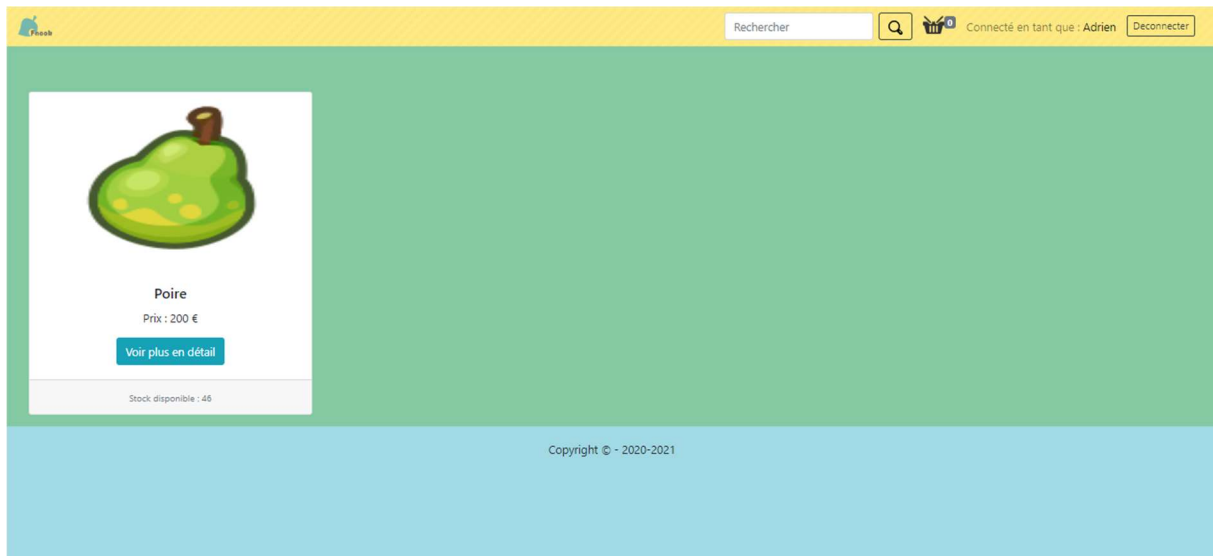 Fnook
Rechercher
0
Connecté en tant que : Adrien
Deconnecter
Poire
Prix : 200 €
Voir plus en détail
Stock disponible : 46
Copyright © - 2020-2021